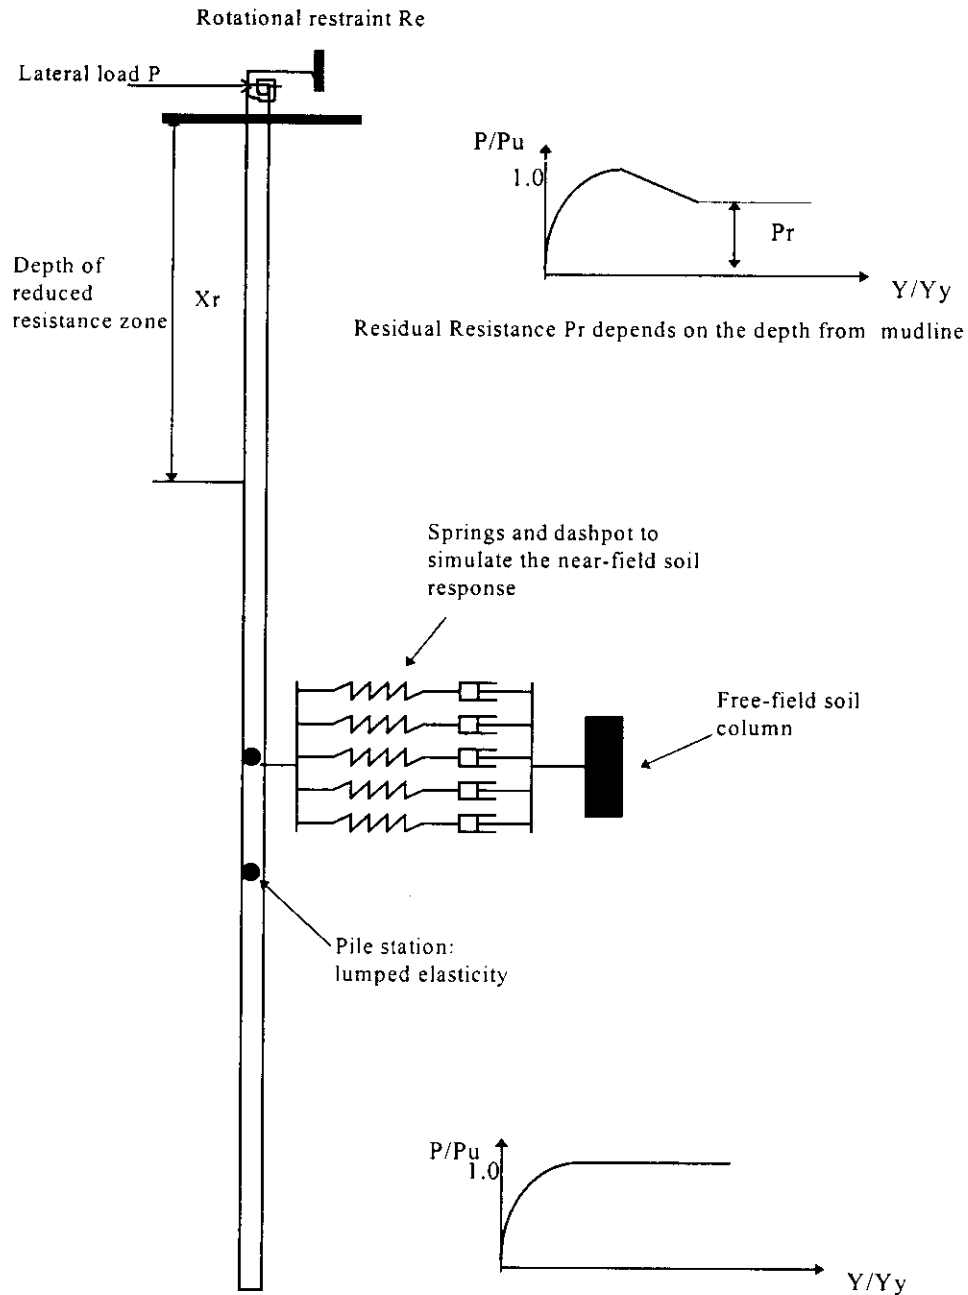 Rotational restraint Re
Lateral load P
P/Pu
1.0
Pr
Y/Yy
Depth of
reduced
resistance zone
Xr
Residual Resistance Pr depends on the depth from mudline
Springs and dashpot to
simulate the near-field soil
response
Free-field soil
column
Pile station:
lumped elasticity
P/Pu
1.0
Y/Yy